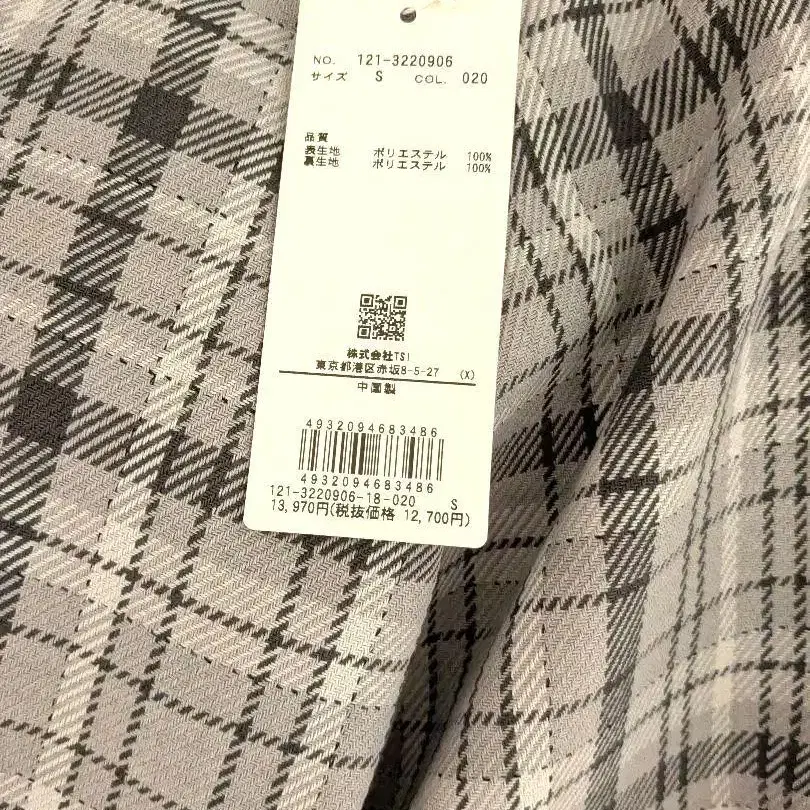 NO. 121-3220906
サイズ S COL. 020
品質
表生地 ポリエステル 100%
裏生地 ポリエステル 100%
株式会社TSI
東京都港区赤坂8-5-27 (X)
中国製
4932094683486
4932094683486
121-3220906-18-020 S
13,970円(税抜価格 12,700円)